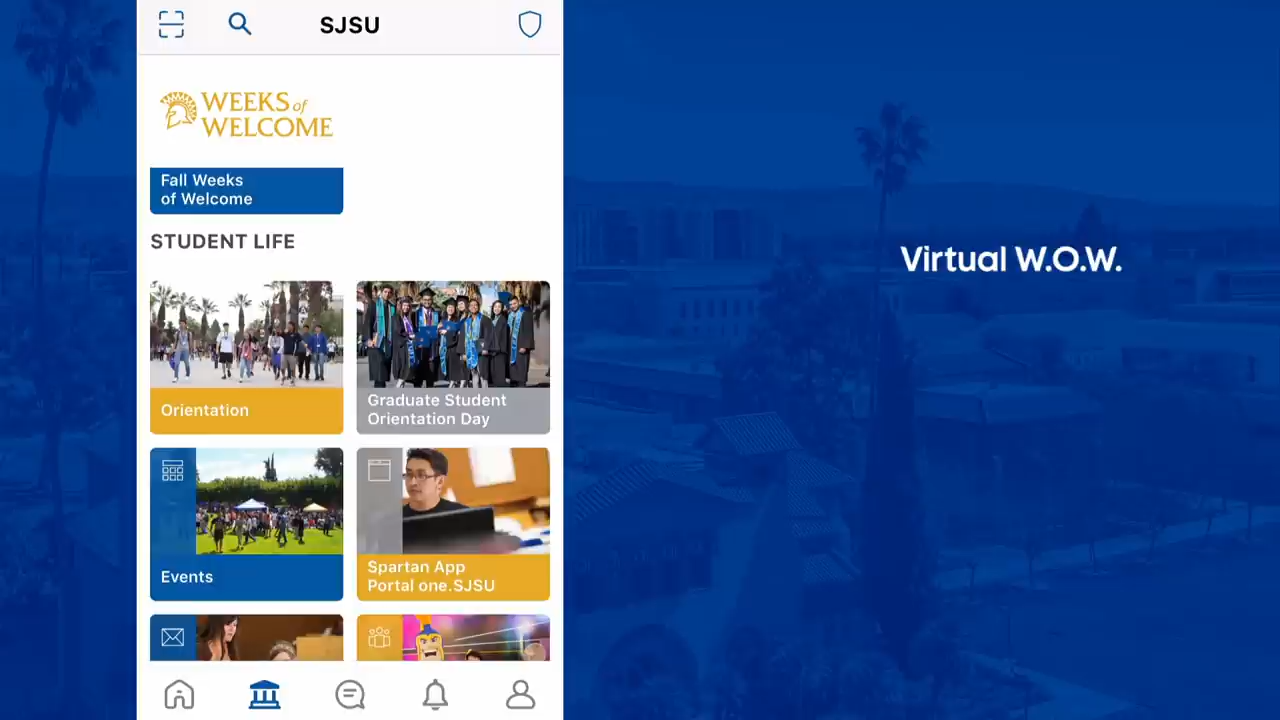 SJSU
WEEKS of
WELCOME
Fall Weeks
of Welcome
STUDENT LIFE
Orientation
Graduate Student
Orientation Day
Events
Spartan App
Portal one.SJSU
Virtual W.O.W.